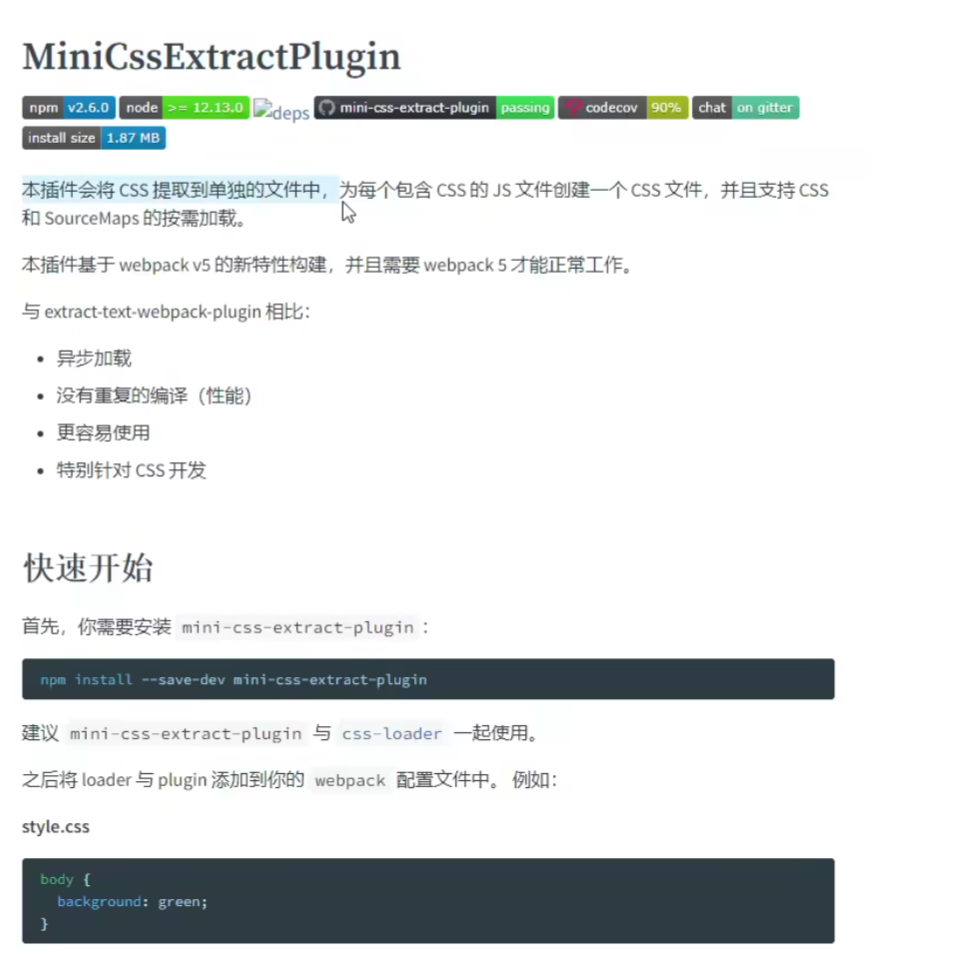 MiniCssExtractPlugin
npm v2.6.0 node >= 12.13.0 deps mini-css-extract-plugin passing codecov 90% chat on gitter
install size 1.87 MB
本插件会将 CSS 提取到单独的文件中，为每个包含 CSS 的 JS 文件创建一个 CSS 文件，并且支持 CSS
和 SourceMaps 的按需加载。
本插件基于 webpack v5 的新特性构建，并且需要 webpack 5 才能正常工作。
与 extract-text-webpack-plugin 相比：
• 异步加载
• 没有重复的编译（性能）
• 更容易使用
• 特别针对 CSS 开发
快速开始
首先，你需要安装 mini-css-extract-plugin：
npm install --save-dev mini-css-extract-plugin
建议 mini-css-extract-plugin 与 css-loader 一起使用。
之后将 loader 与 plugin 添加到你的 webpack 配置文件中。 例如：
style.css
body {
  background: green;
}